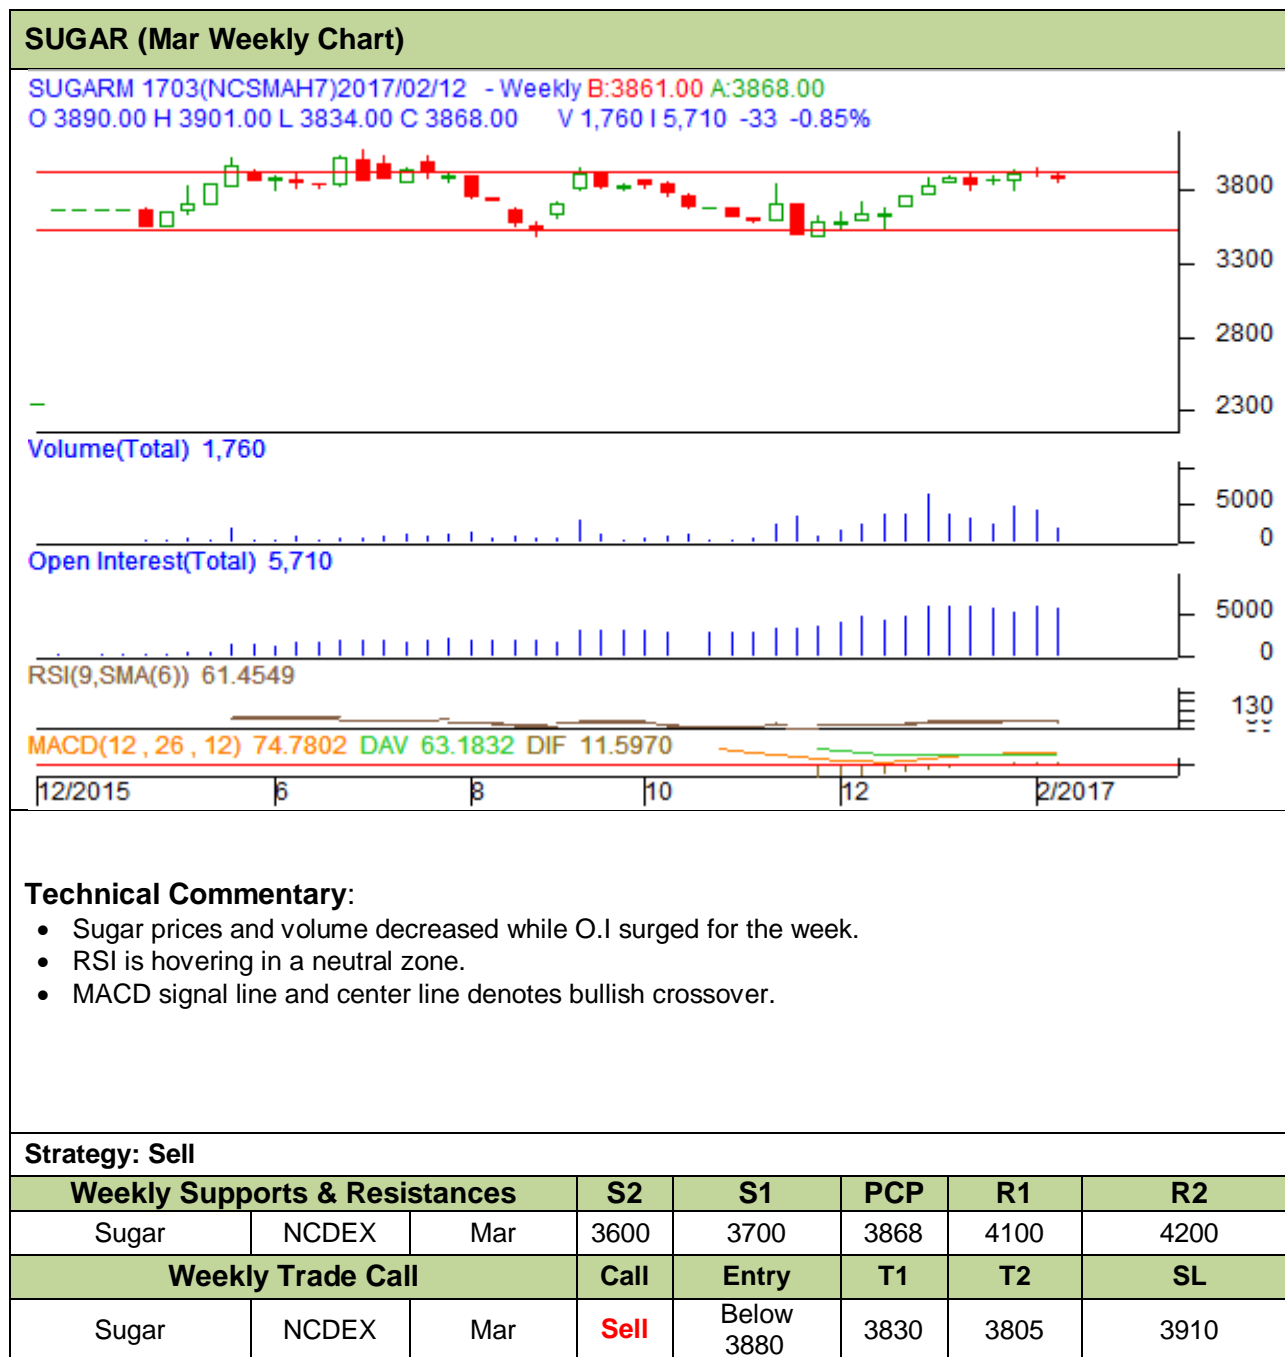 SUGAR (Mar Weekly Chart)
SUGARM 1703(NCSMAH7)2017/02/12 - Weekly B:3861.00 A:3868.00
O 3890.00 H 3901.00 L 3834.00 C 3868.00 V 1,760 I 5,710 -33 -0.85%
3800
3300
2800
2300
Volume(Total) 1,760
5000
0
Open Interest(Total) 5,710
5000
0
RSI(9,SMA(6)) 61.4549
130
MACD(12 , 26 , 12) 74.7802 DAV 63.1832 DIF 11.5970
12/2015 6 8 10 12 2/2017
Technical Commentary:
• Sugar prices and volume decreased while O.I surged for the week.
• RSI is hovering in a neutral zone.
• MACD signal line and center line denotes bullish crossover.
Strategy: Sell
Weekly Supports & Resistances S2 S1 PCP R1 R2
Sugar NCDEX Mar 3600 3700 3868 4100 4200
Weekly Trade Call Call Entry T1 T2 SL
Sugar NCDEX Mar Sell Below 3880 3830 3805 3910